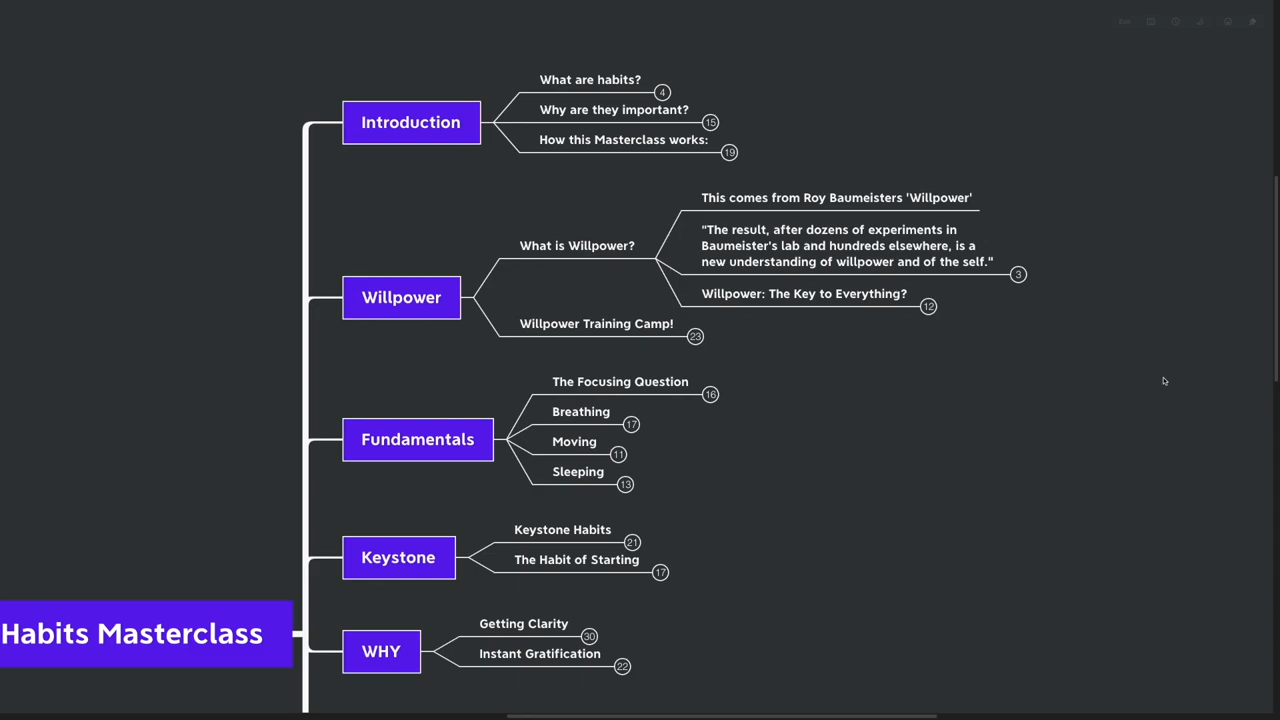 What are habits?
4
Why are they important?
15
Introduction
How this Masterclass works:
19
This comes from Roy Baumeisters 'Willpower'
"The result, after dozens of experiments in
Baumeister's lab and hundreds elsewhere, is a
new understanding of willpower and of the self."
3
What is Willpower?
Willpower: The Key to Everything?
12
Willpower
Willpower Training Camp!
23
The Focusing Question
16
Breathing
17
Fundamentals
Moving
11
Sleeping
13
Keystone Habits
21
Keystone
The Habit of Starting
17
Habits Masterclass
Getting Clarity
30
WHY
Instant Gratification
22